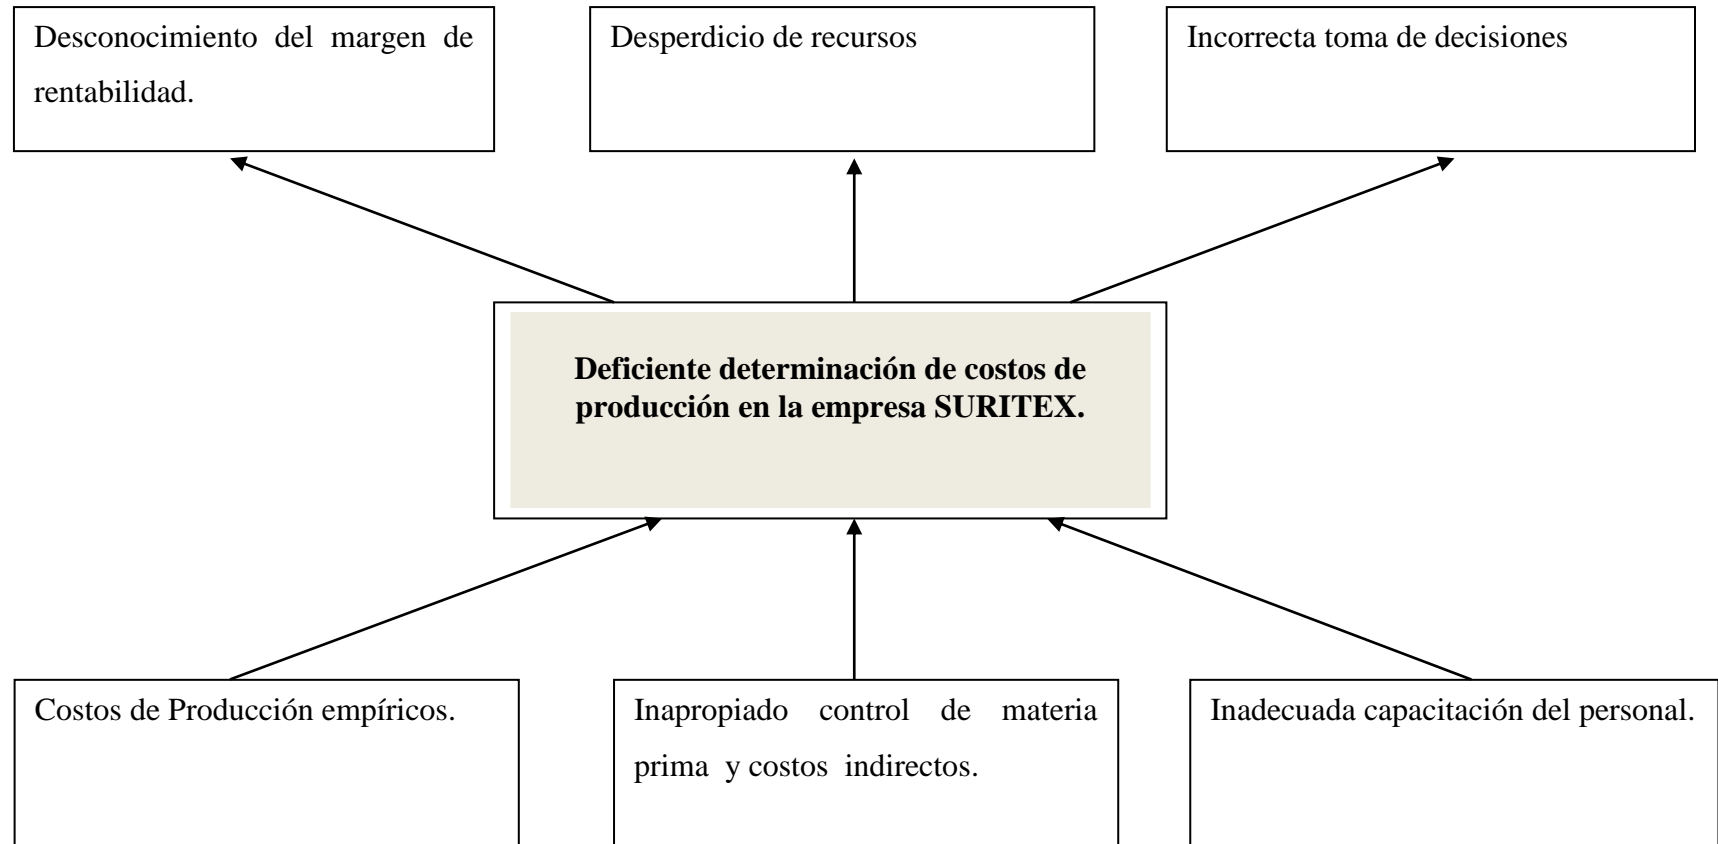 Desconocimiento del margen de
rentabilidad.
Desperdicio de recursos
Incorrecta toma de decisiones
Deficiente determinación de costos de
producción en la empresa SURITEX.
Costos de Producción empíricos.
Inapropiado control de materia
prima y costos indirectos.
Inadecuada capacitación del personal.